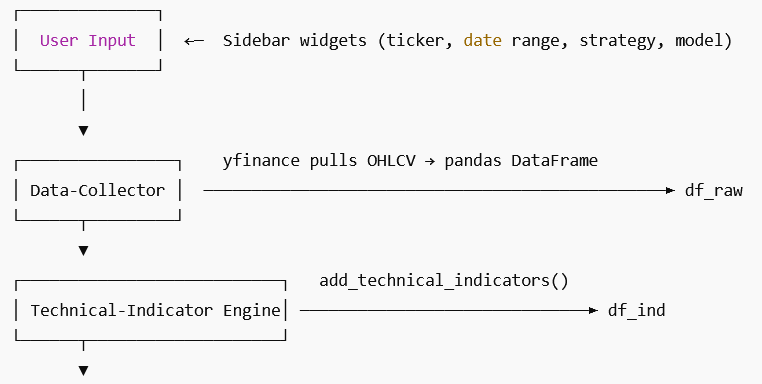 User Input ← Sidebar widgets (ticker, date range, strategy, model)
yfinance pulls OHLCV → pandas DataFrame
Data-Collector → df_raw
add_technical_indicators()
Technical-Indicator Engine → df_ind